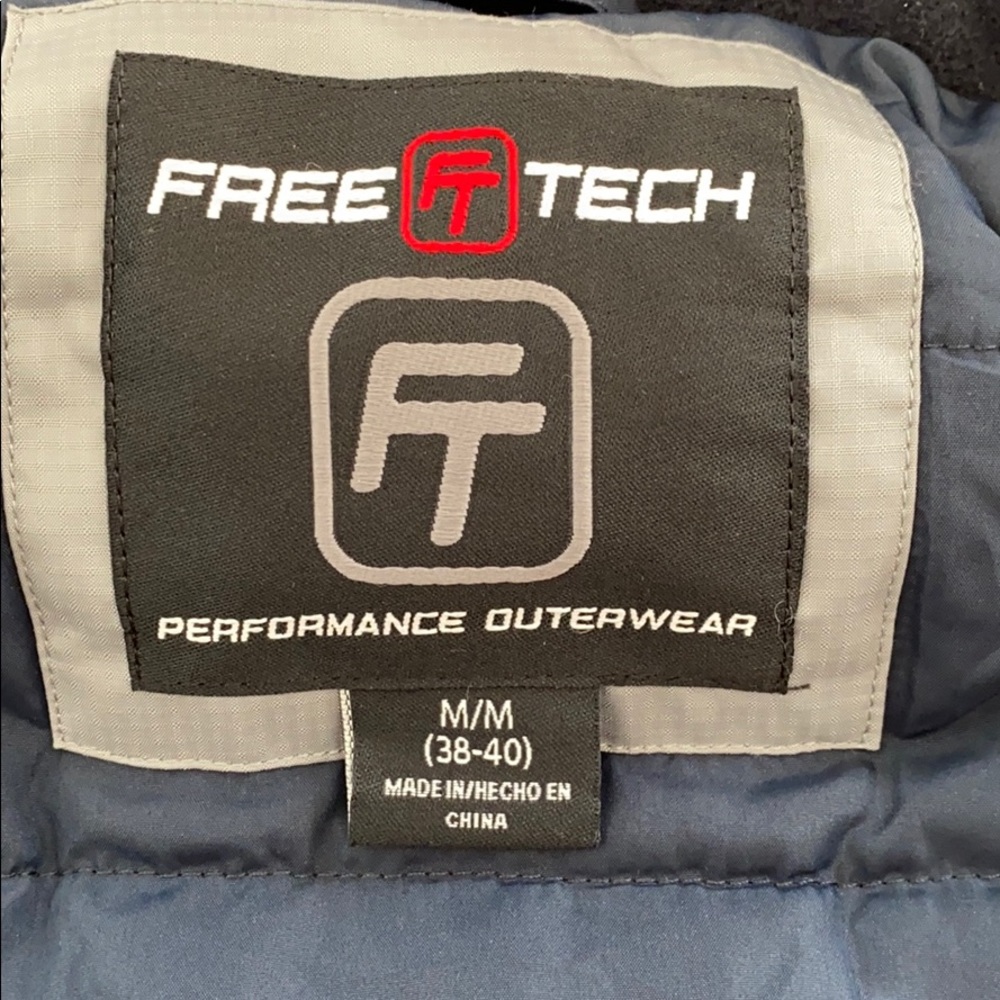 FREE FT TECH
FT
PERFORMANCE OUTERWEAR
M/M
(38-40)
MADE IN/HECHO EN
CHINA